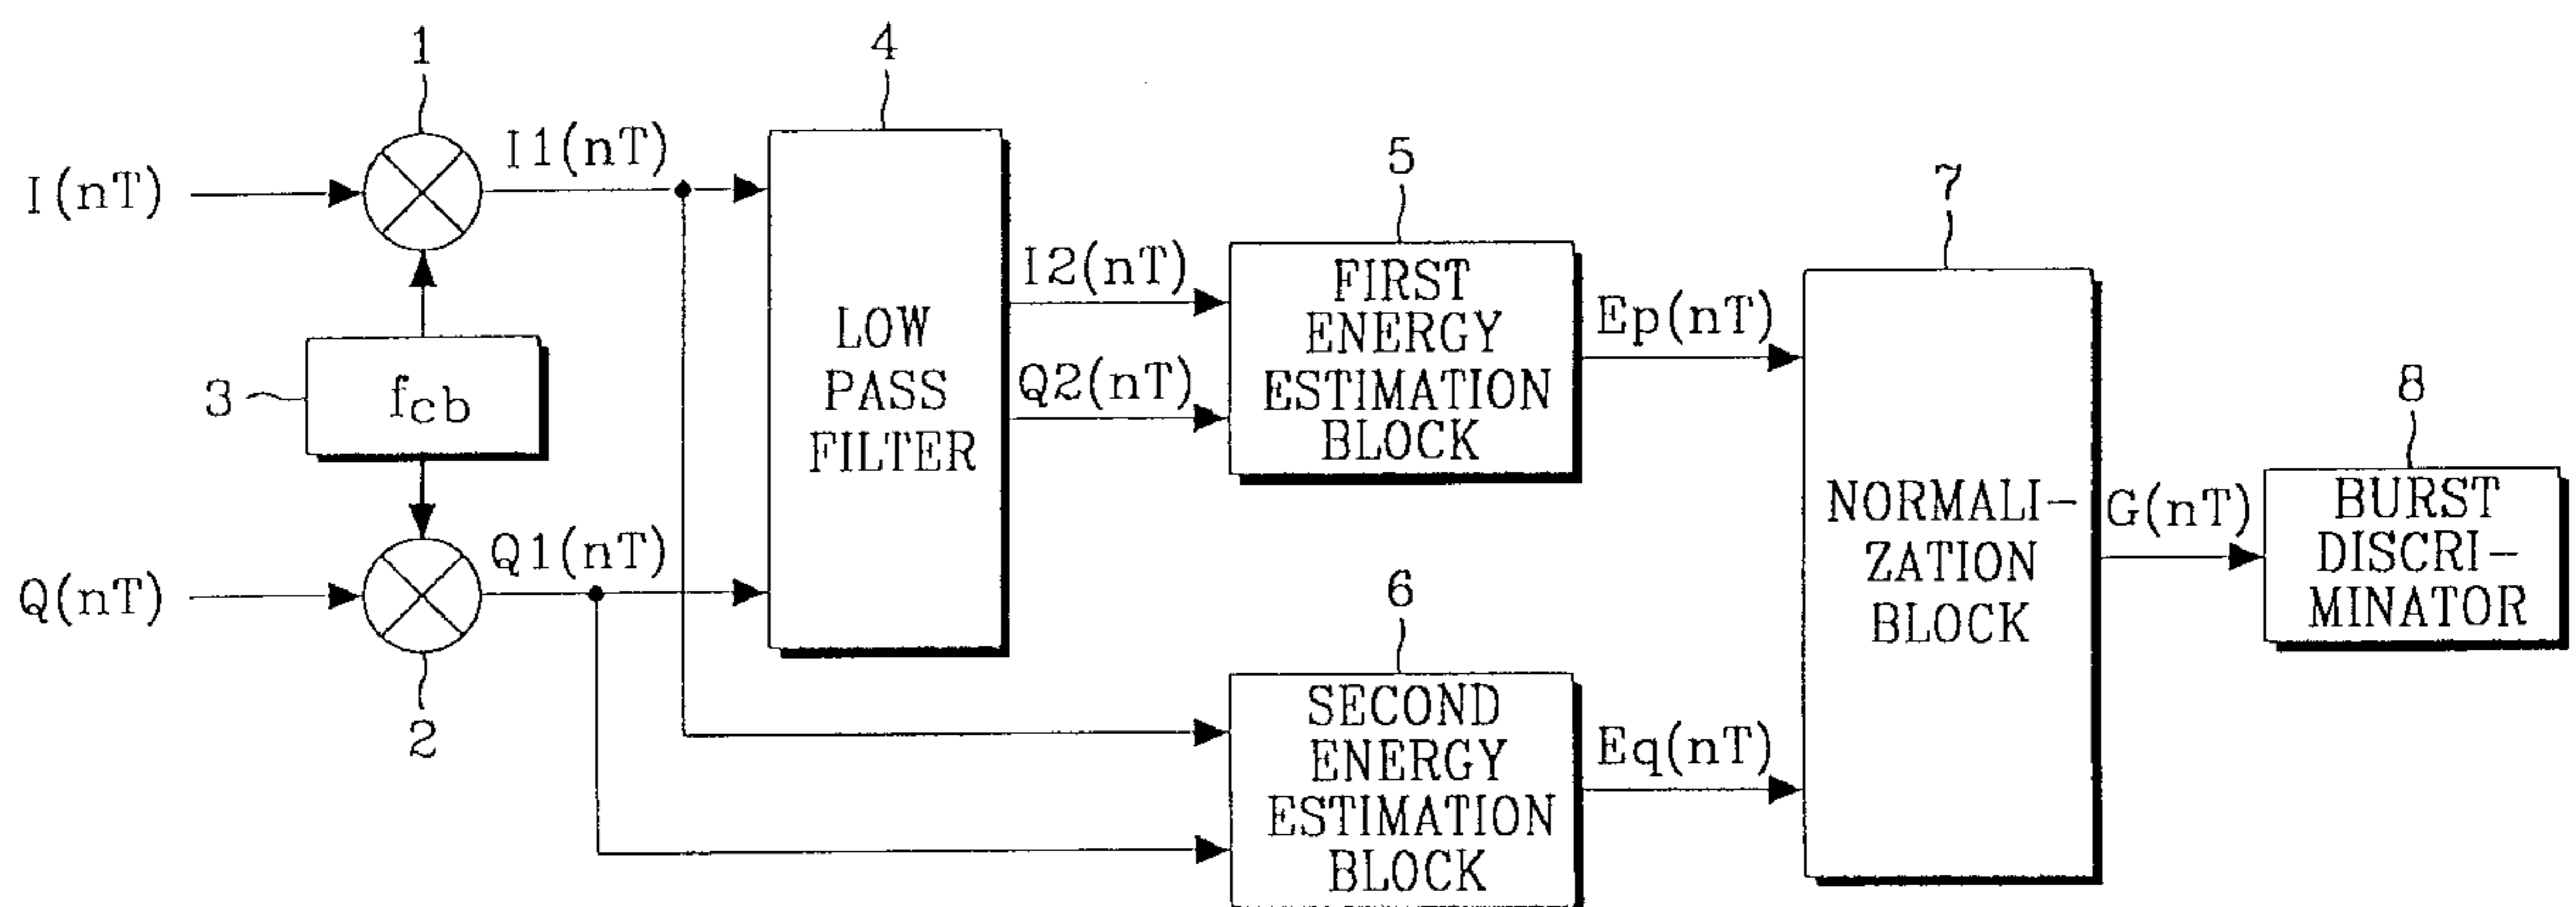 1
I(nT)
I1(nT)
3
fcb
Q(nT)
Q1(nT)
2
4
LOW
PASS
FILTER
I2(nT)
Q2(nT)
5
FIRST
ENERGY
ESTIMATION
BLOCK
Ep(nT)
6
SECOND
ENERGY
ESTIMATION
BLOCK
Eq(nT)
7
NORMALI-
ZATION
BLOCK
G(nT)
8
BURST
DISCRI-
MINATOR